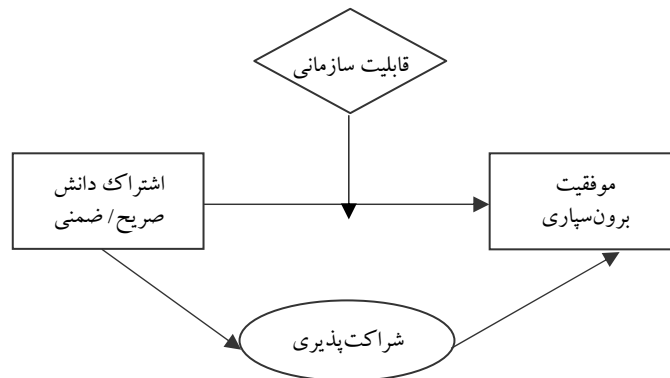 قابلیت سازمانی
اشتراک دانش
صریح/ ضمنی
موفقیت
برون‌سپاری
شراکت‌پذیری